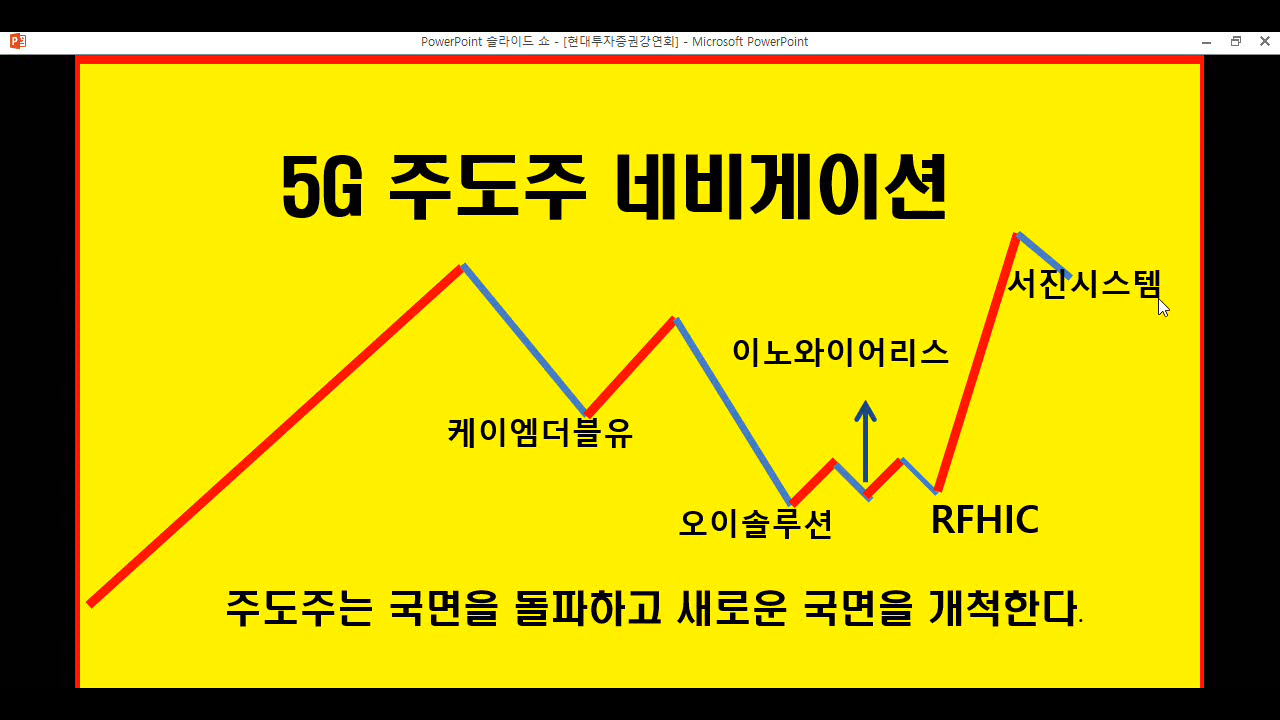 PowerPoint 슬라이드 쇼 - [현대투자증권강연회] - Microsoft PowerPoint
5G 주도주 네비게이션
서진시스템
이노와이어리스
케이엠더블유
오이솔루션
RFHIC
주도주는 국면을 돌파하고 새로운 국면을 개척한다.